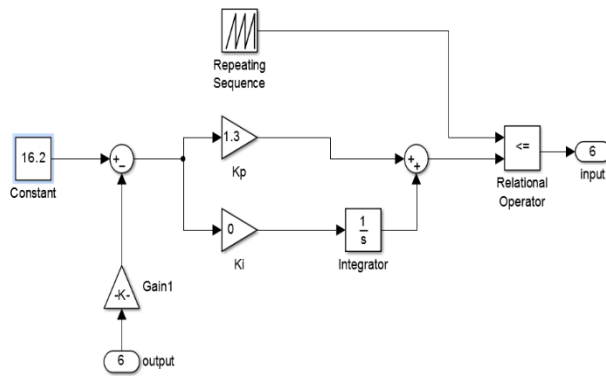 Repeating
Sequence
16.2
Constant
+
-
1.3
Kp
+
+
<=
Relational
Operator
6
input
0
Ki
1
s
Integrator
-K-
Gain1
6
output